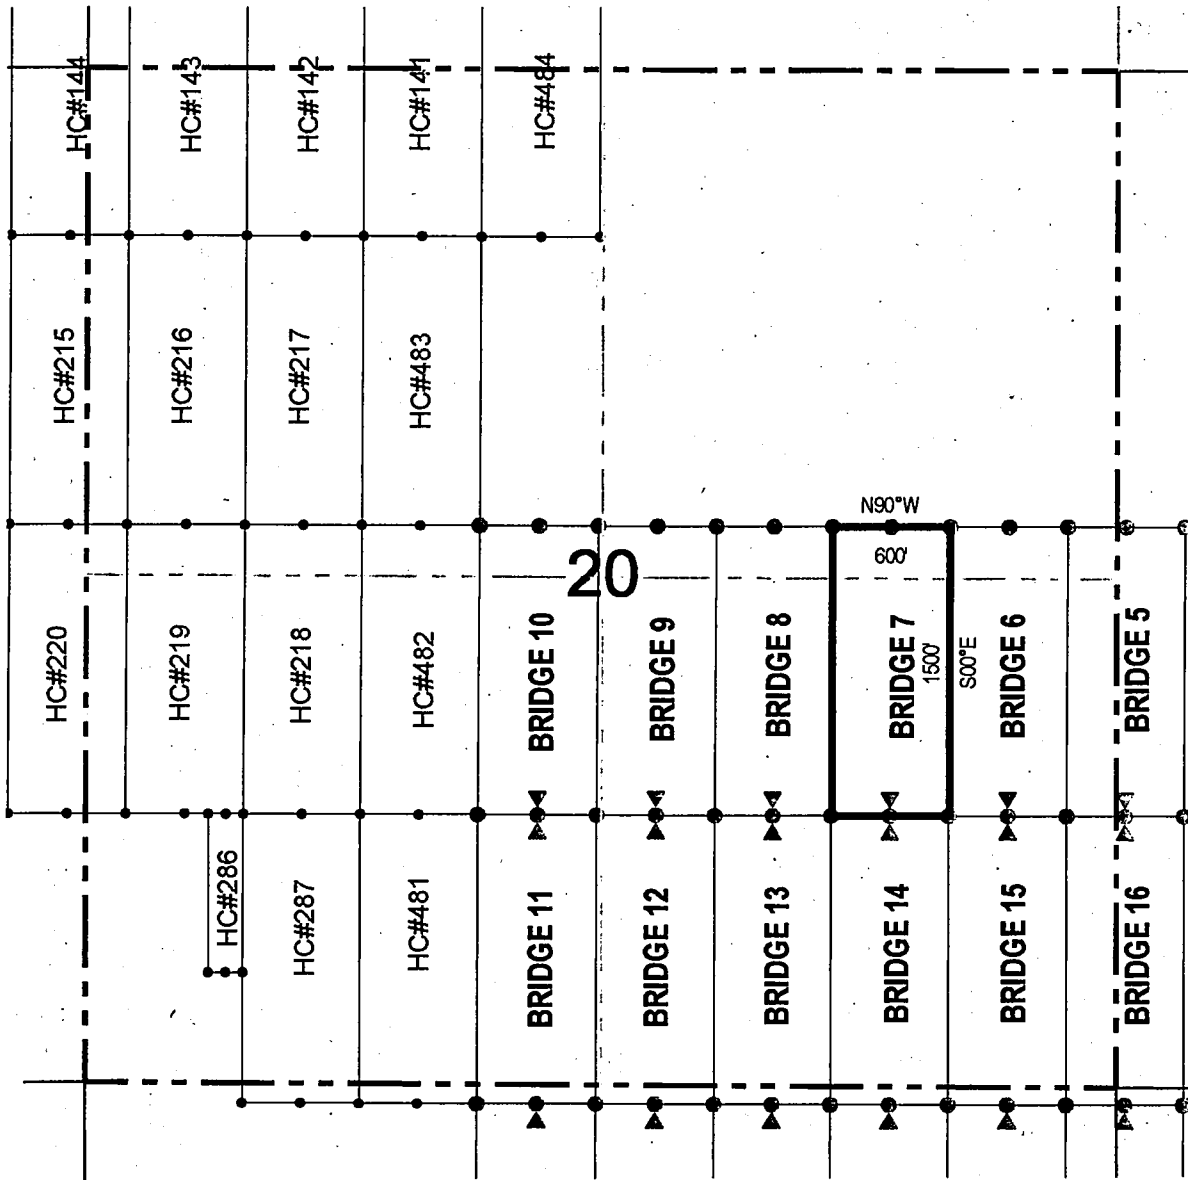 HC#144
HC#143
HC#142
HC#141
HC#484
HC#215
HC#216
HC#217
HC#483
N90°W
600'
20
HC#220
HC#219
HC#218
HC#482
BRIDGE 10
BRIDGE 9
BRIDGE 8
BRIDGE 7
1500'
S00°E
BRIDGE 6
BRIDGE 5
HC#286
HC#287
HC#481
BRIDGE 11
BRIDGE 12
BRIDGE 13
BRIDGE 14
BRIDGE 15
BRIDGE 16